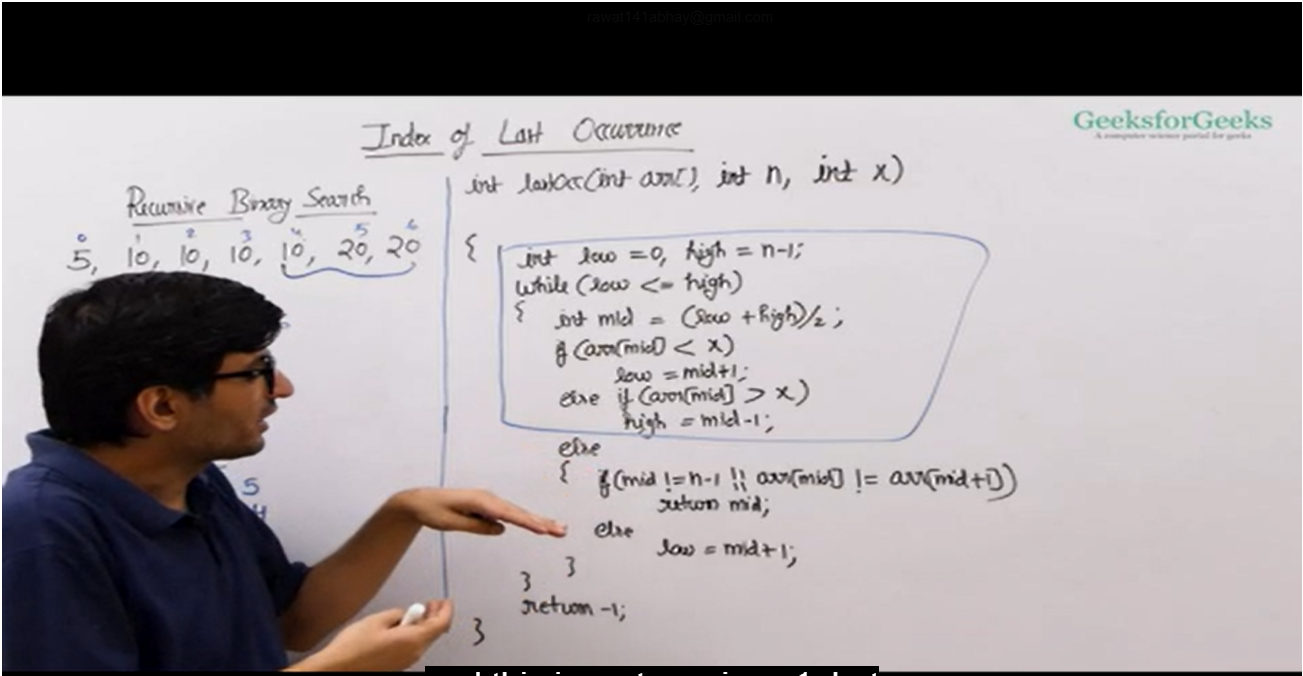 rawat141abhay@gmail.com
GeeksforGeeks
A computer science portal for geeks
Index of Last Occurrence
Recursive Binary Search
0 1 2 3 4 5 6
5, 10, 10, 10, 10, 20, 20
int lastOcc(int arr[], int n, int x)
{
int low = 0, high = n-1;
while (low <= high)
{ int mid = (low + high)/2;
if (arr[mid] < x)
low = mid+1;
else if (arr[mid] > x)
high = mid-1;
else
{ if (mid != n-1 || arr[mid] != arr[mid+1])
return mid;
else
low = mid+1;
}
}
return -1;
}
5
4